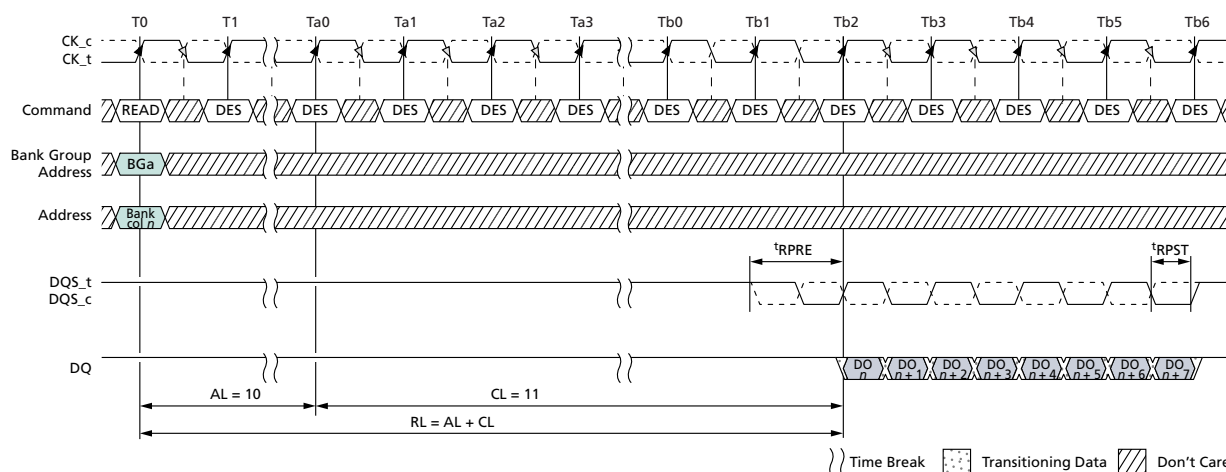 T0 T1 Ta0 Ta1 Ta2 Ta3 Tb0 Tb1 Tb2 Tb3 Tb4 Tb5 Tb6
CK_c
CK_t
Command READ DES DES DES DES DES DES DES DES DES DES DES DES
Bank Group
Address
BGa
Address
Bank
col n
tRPRE
tRPST
DQS_t
DQS_c
DQ
DO DO DO DO DO DO DO DO
n n + 1 n + 2 n + 3 n + 4 n + 5 n + 6 n + 7
AL = 10 CL = 11
RL = AL + CL
Time Break Transitioning Data Don't Care